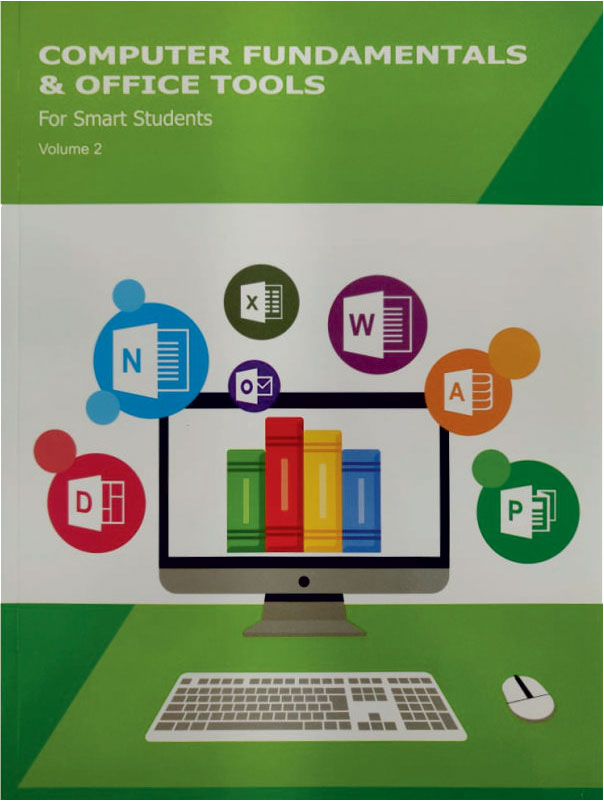 COMPUTER FUNDAMENTALS
& OFFICE TOOLS
For Smart Students
Volume 2
X
W
N
O
A
D
P